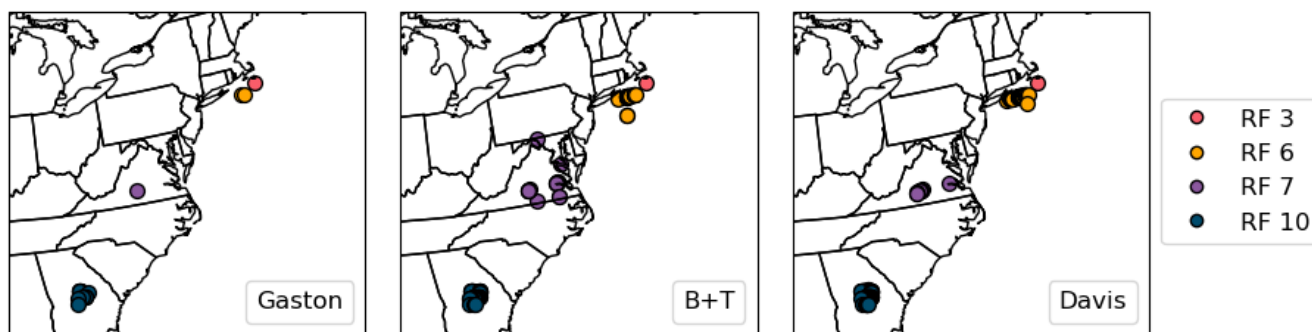 Gaston
B+T
Davis
RF 3
RF 6
RF 7
RF 10